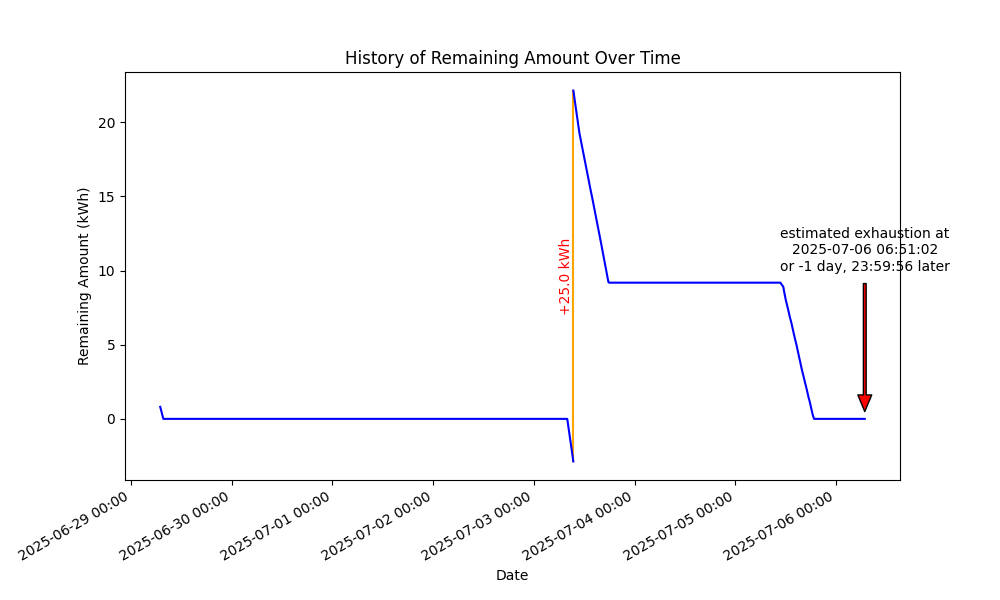 History of Remaining Amount Over Time
Remaining Amount (kWh)
20
15
10
5
0
+25.0 kWh
estimated exhaustion at
2025-07-06 06:51:02
or -1 day, 23:59:56 later
2025-06-29 00:00
2025-06-30 00:00
2025-07-01 00:00
2025-07-02 00:00
2025-07-03 00:00
2025-07-04 00:00
2025-07-05 00:00
2025-07-06 00:00
Date